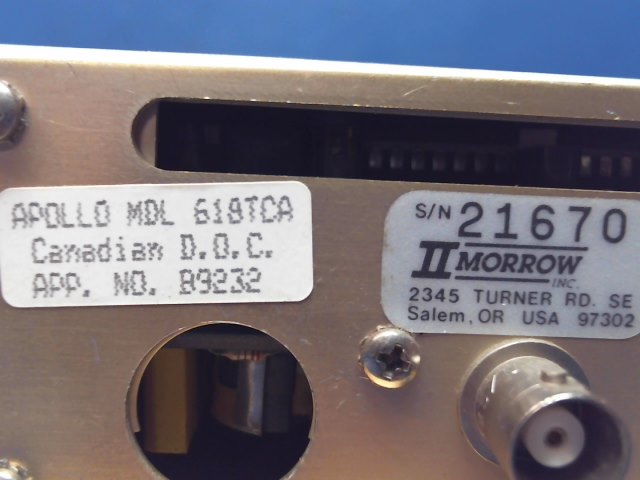 APOLLO MDL 618TCA
Canadian D.O.C.
APP. NO. 89232
S/N 21670
II MORROW INC.
2345 TURNER RD. SE
Salem, OR USA 97302